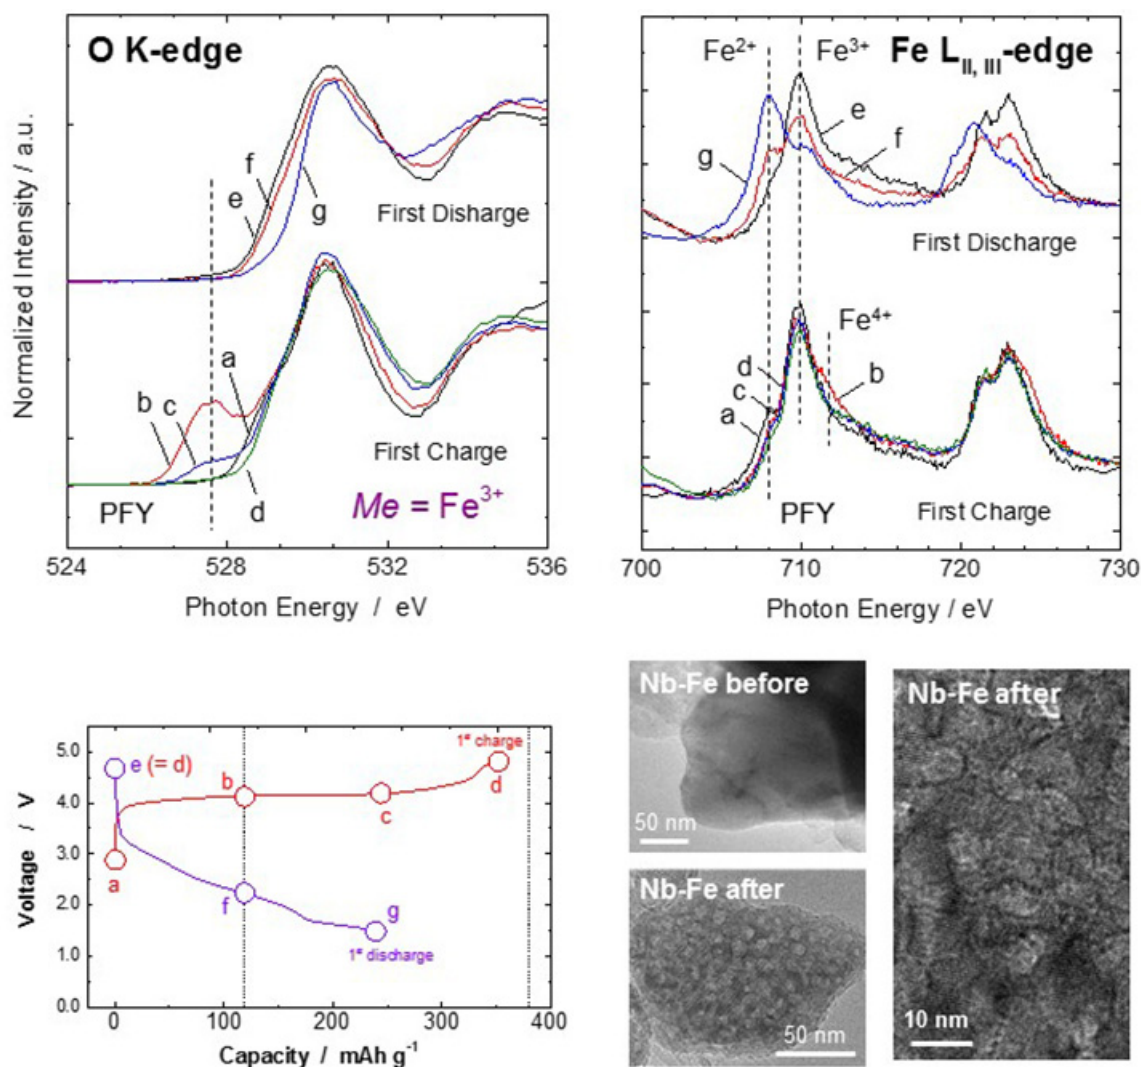 O K-edge
f
e
g
First Disharge
a
b
c
First Charge
PFY
d
Me = Fe³⁺
524
528
532
536
Photon Energy / eV
Normalized Intensity / a.u.
Fe²⁺
Fe³⁺
Fe L_II, III-edge
e
f
g
First Discharge
Fe⁴⁺
d
c
b
a
PFY
First Charge
700
710
720
730
Photon Energy / eV
5.0
4.0
3.0
2.0
1.0
0.0
Voltage / V
e (= d)
1st charge
b
c
d
a
f
g
1st discharge
0
100
200
300
400
Capacity / mAh g⁻¹
Nb-Fe before
50 nm
Nb-Fe after
50 nm
Nb-Fe after
10 nm